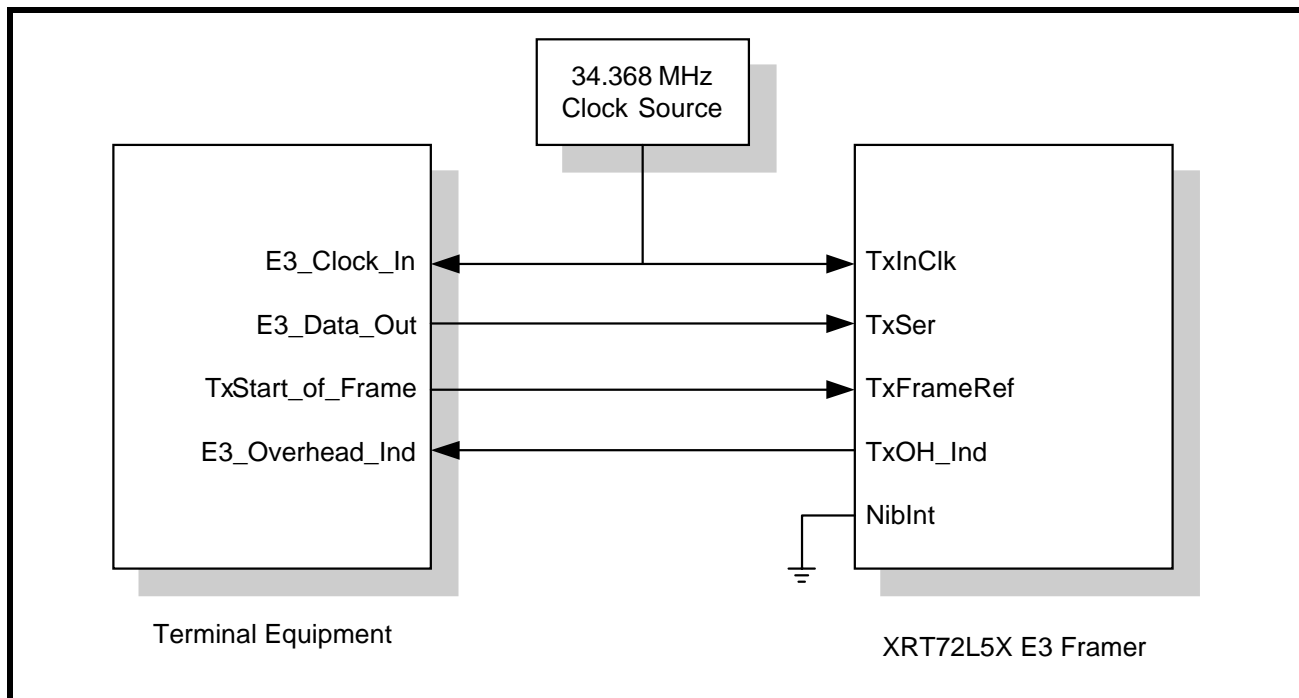 34.368 MHz
Clock Source
E3_Clock_In
TxInClk
E3_Data_Out
TxSer
TxStart_of_Frame
TxFrameRef
E3_Overhead_Ind
TxOH_Ind
NibInt
Terminal Equipment
XRT72L5X E3 Framer